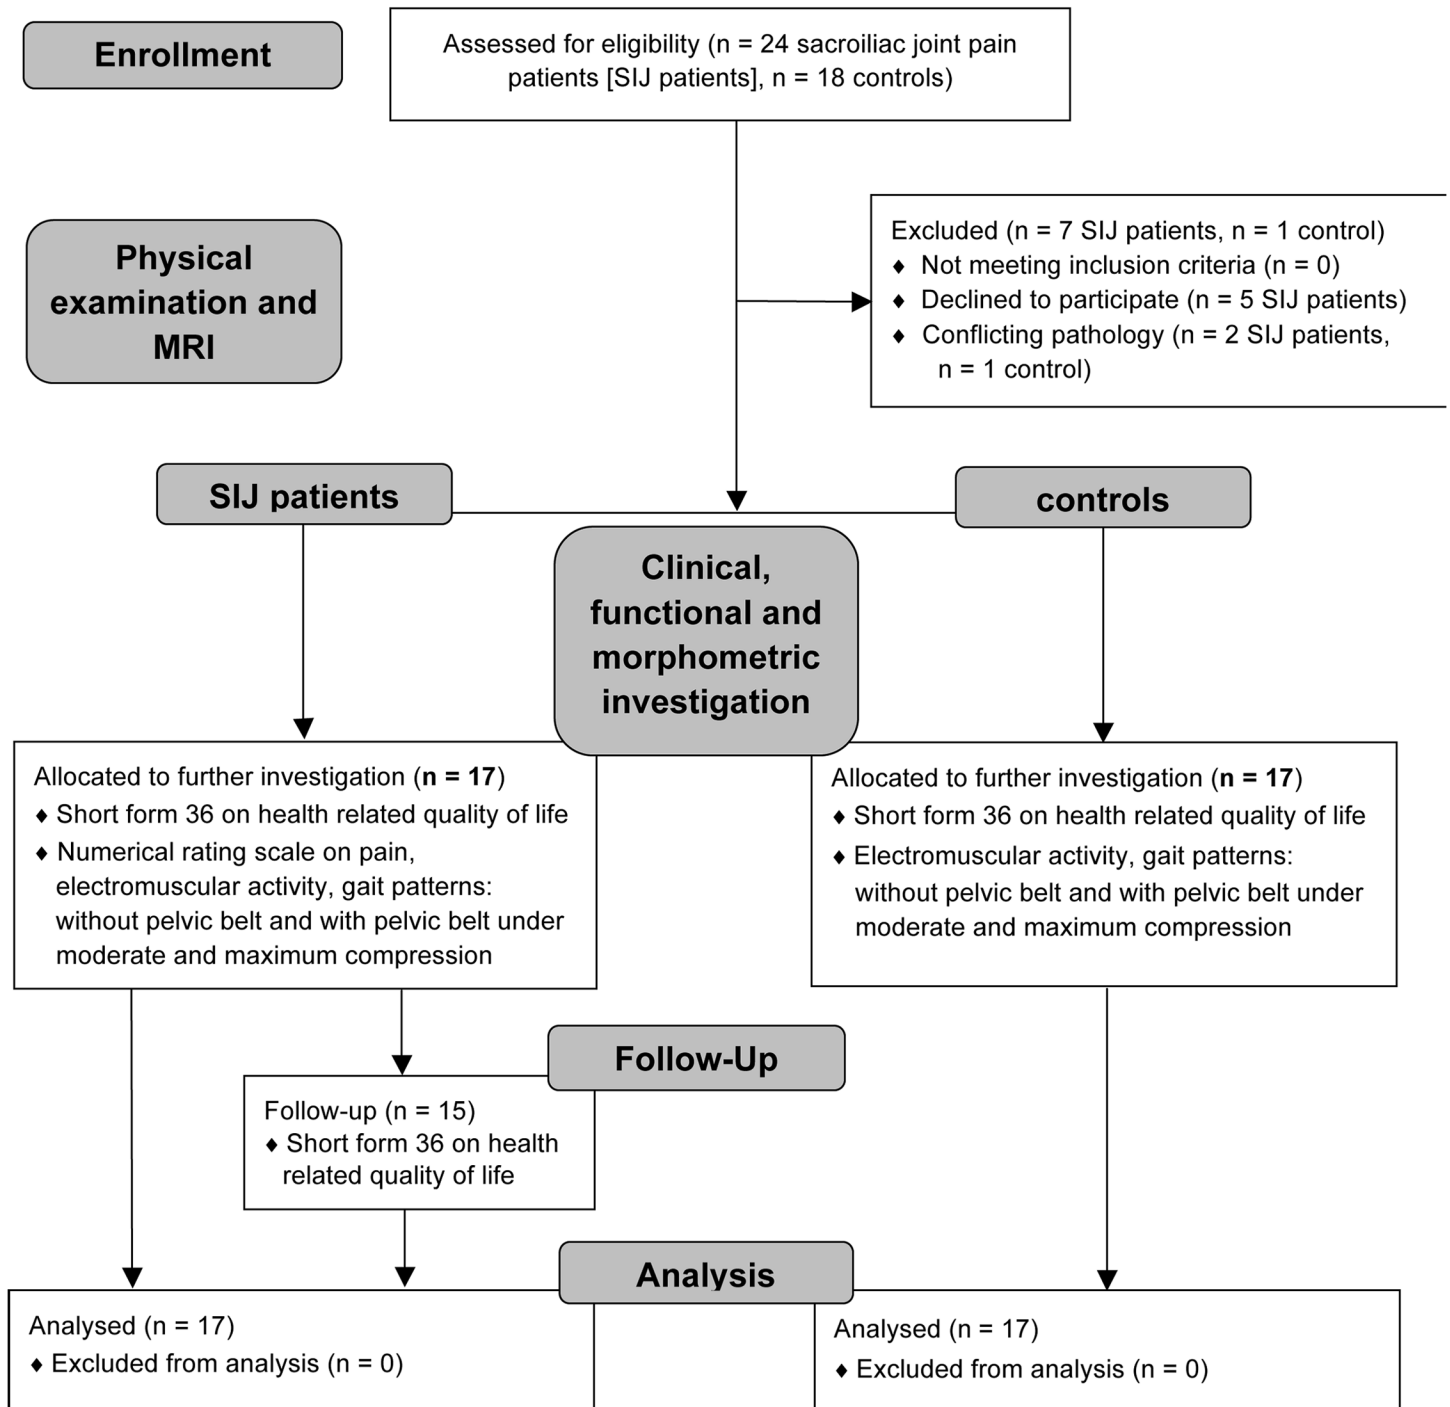 Enrollment
Assessed for eligibility (n = 24 sacroiliac joint pain
patients [SIJ patients], n = 18 controls)
Physical
examination and
MRI
Excluded (n = 7 SIJ patients, n = 1 control)
♦ Not meeting inclusion criteria (n = 0)
♦ Declined to participate (n = 5 SIJ patients)
♦ Conflicting pathology (n = 2 SIJ patients,
n = 1 control)
SIJ patients
controls
Clinical,
functional and
morphometric
investigation
Allocated to further investigation (n = 17)
♦ Short form 36 on health related quality of life
♦ Numerical rating scale on pain,
electromuscular activity, gait patterns:
without pelvic belt and with pelvic belt under
moderate and maximum compression
Allocated to further investigation (n = 17)
♦ Short form 36 on health related quality of life
♦ Electromuscular activity, gait patterns:
without pelvic belt and with pelvic belt under
moderate and maximum compression
Follow-Up
Follow-up (n = 15)
♦ Short form 36 on health
related quality of life
Analysis
Analysed (n = 17)
♦ Excluded from analysis (n = 0)
Analysed (n = 17)
♦ Excluded from analysis (n = 0)